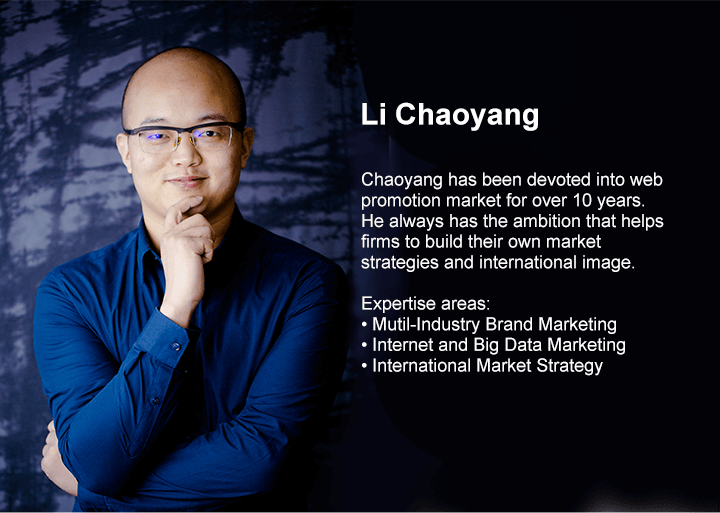 Li Chaoyang
Chaoyang has been devoted into web
promotion market for over 10 years.
He always has the ambition that helps
firms to build their own market
strategies and international image.
Expertise areas:
• Mutil-Industry Brand Marketing
• Internet and Big Data Marketing
• International Market Strategy